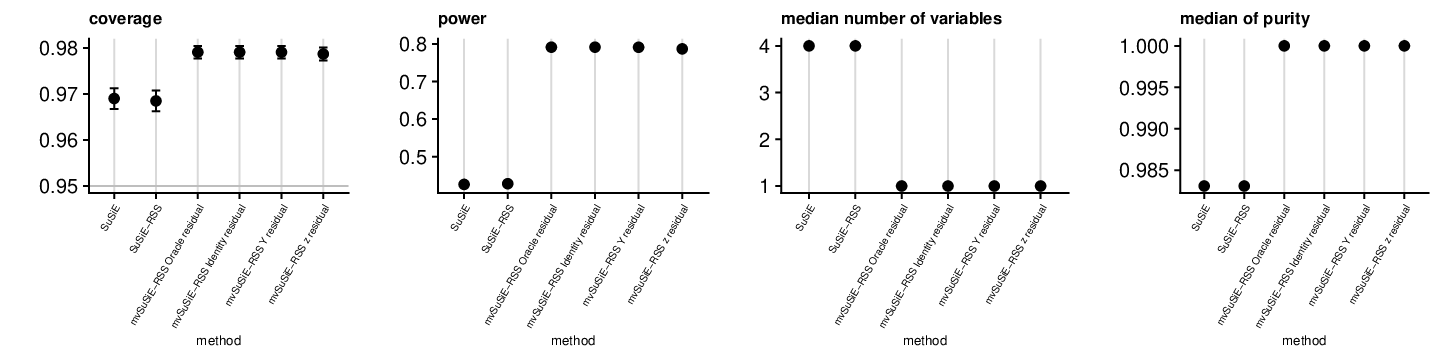 coverage
0.98
0.97
0.96
0.95
SuSiE
SuSiE−RSS
mvSuSiE−RSS Oracle residual
mvSuSiE−RSS Identity residual
mvSuSiE−RSS Y residual
mvSuSiE−RSS z residual
method
power
0.8
0.7
0.6
0.5
SuSiE
SuSiE−RSS
mvSuSiE−RSS Oracle residual
mvSuSiE−RSS Identity residual
mvSuSiE−RSS Y residual
mvSuSiE−RSS z residual
method
median number of variables
4
3
2
1
SuSiE
SuSiE−RSS
mvSuSiE−RSS Oracle residual
mvSuSiE−RSS Identity residual
mvSuSiE−RSS Y residual
mvSuSiE−RSS z residual
method
median of purity
1.000
0.995
0.990
0.985
SuSiE
SuSiE−RSS
mvSuSiE−RSS Oracle residual
mvSuSiE−RSS Identity residual
mvSuSiE−RSS Y residual
mvSuSiE−RSS z residual
method